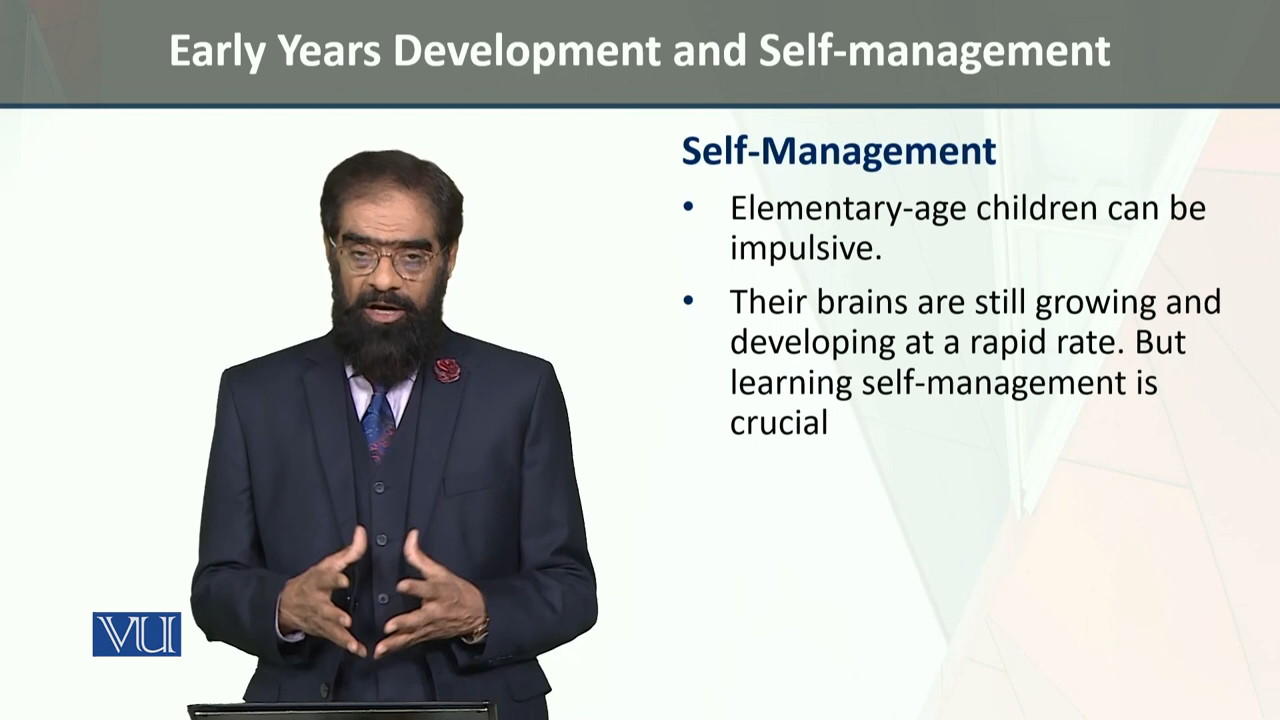 Early Years Development and Self-management
Self-Management
• Elementary-age children can be
impulsive.
• Their brains are still growing and
developing at a rapid rate. But
learning self-management is
crucial
VU